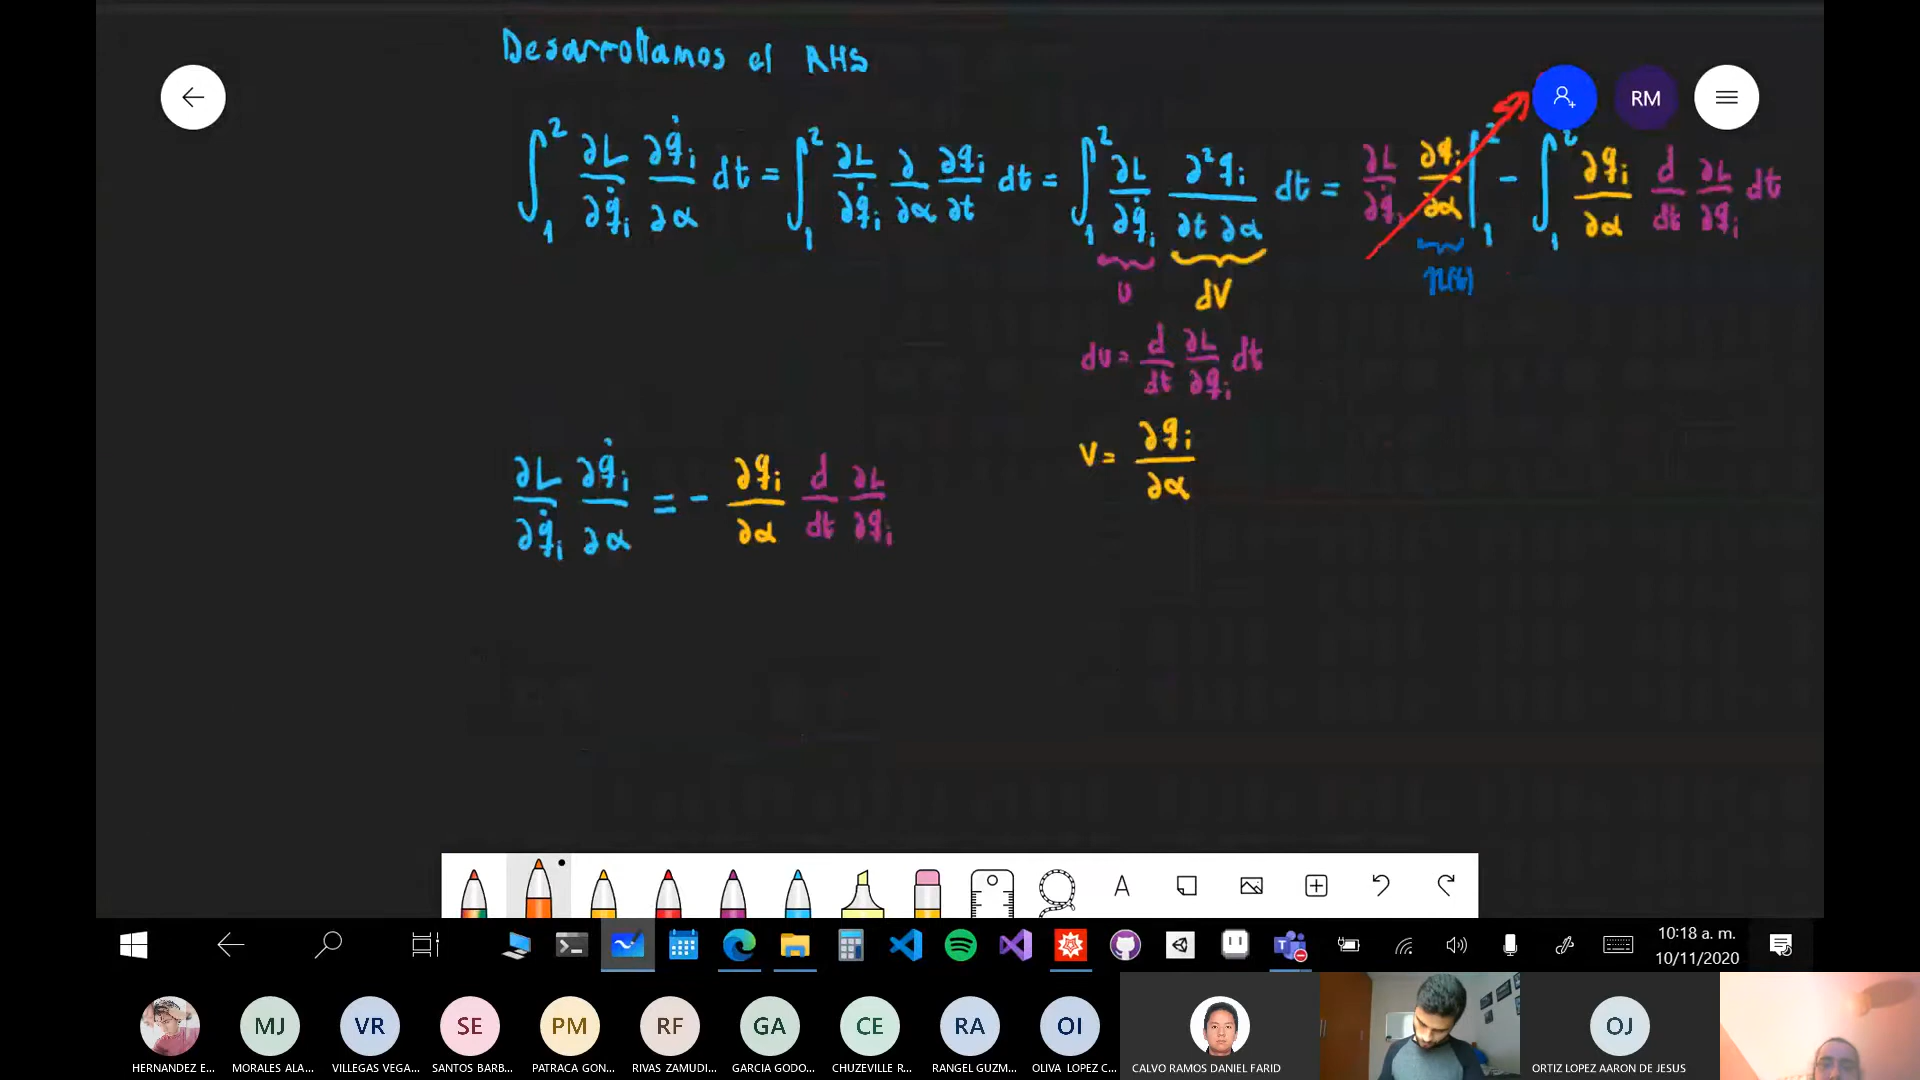 Desarrollamos el RHS
RM
∫₁² ∂L/∂q̇ᵢ ∂q̇ᵢ/∂α dt = ∫₁² ∂L/∂q̇ᵢ ∂/∂α ∂qᵢ/∂t dt = ∫₁² ∂L/∂q̇ᵢ ∂²qᵢ/∂t ∂α dt = ∂L/∂q̇ᵢ ∂qᵢ/∂α |₁² - ∫₁² ∂qᵢ/∂α d/dt ∂L/∂q̇ᵢ dt
u dV η(t)
du = d/dt ∂L/∂q̇ᵢ dt
V = ∂qᵢ/∂α
∂L/∂q̇ᵢ ∂q̇ᵢ/∂α = - ∂qᵢ/∂α d/dt ∂L/∂q̇ᵢ
A
10:18 a. m.
10/11/2020
MJ VR SE PM RF GA CE RA OI OJ
HERNANDEZ E... MORALES ALA... VILLEGAS VEGA... SANTOS BARB... PATRACA GON... RIVAS ZAMUDI... GARCIA GODO... CHUZEVILLE R... RANGEL GUZM... OLIVA LOPEZ C... CALVO RAMOS DANIEL FARID ORTIZ LOPEZ AARON DE JESUS